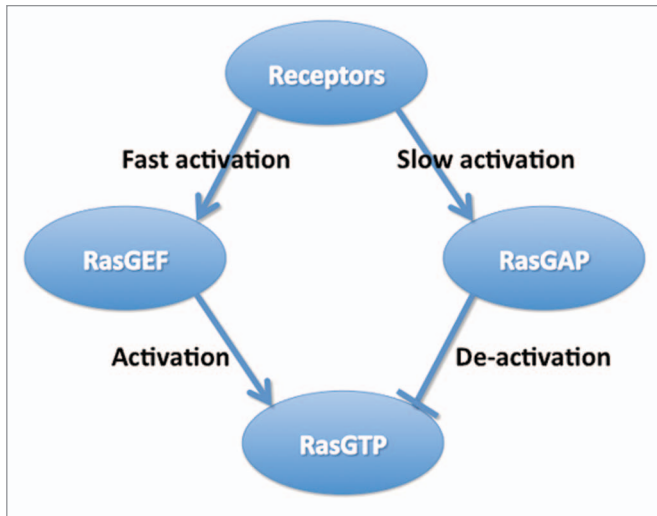 Receptors
Fast activation
Slow activation
RasGEF
RasGAP
Activation
De-activation
RasGTP